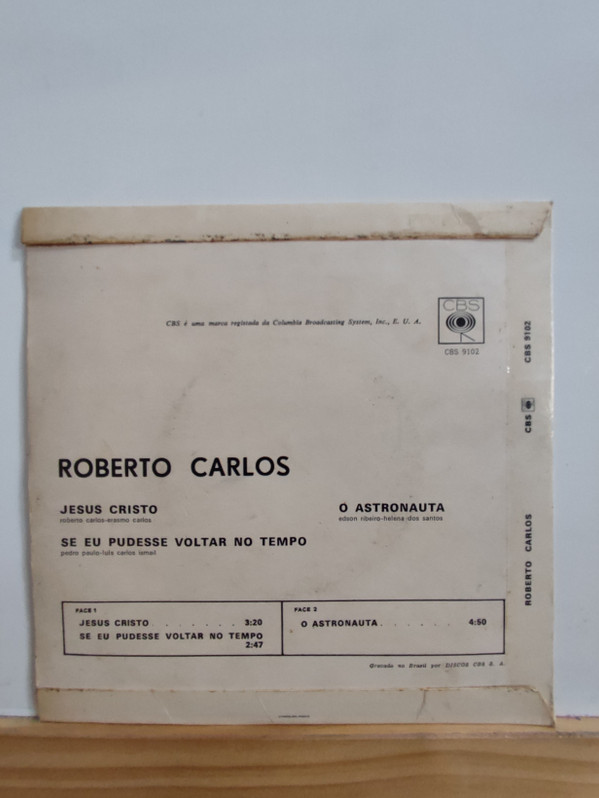 CBS é uma marca registada da Columbia Broadcasting System, Inc., E. U. A.
CBS
CBS 9102
ROBERTO CARLOS
JESUS CRISTO
roberto carlos-erasmo carlos
O ASTRONAUTA
edson ribeiro-helena dos santos
SE EU PUDESSE VOLTAR NO TEMPO
pedro paulo-luis carlos ismail
FACE 1
JESUS CRISTO . . . . . . . 3:20
SE EU PUDESSE VOLTAR NO TEMPO
2:47
FACE 2
O ASTRONAUTA . . . . . . 4:50
Gravado no Brasil por DISCOS CBS S. A.
ROBERTO CARLOS
CBS
CBS 9102